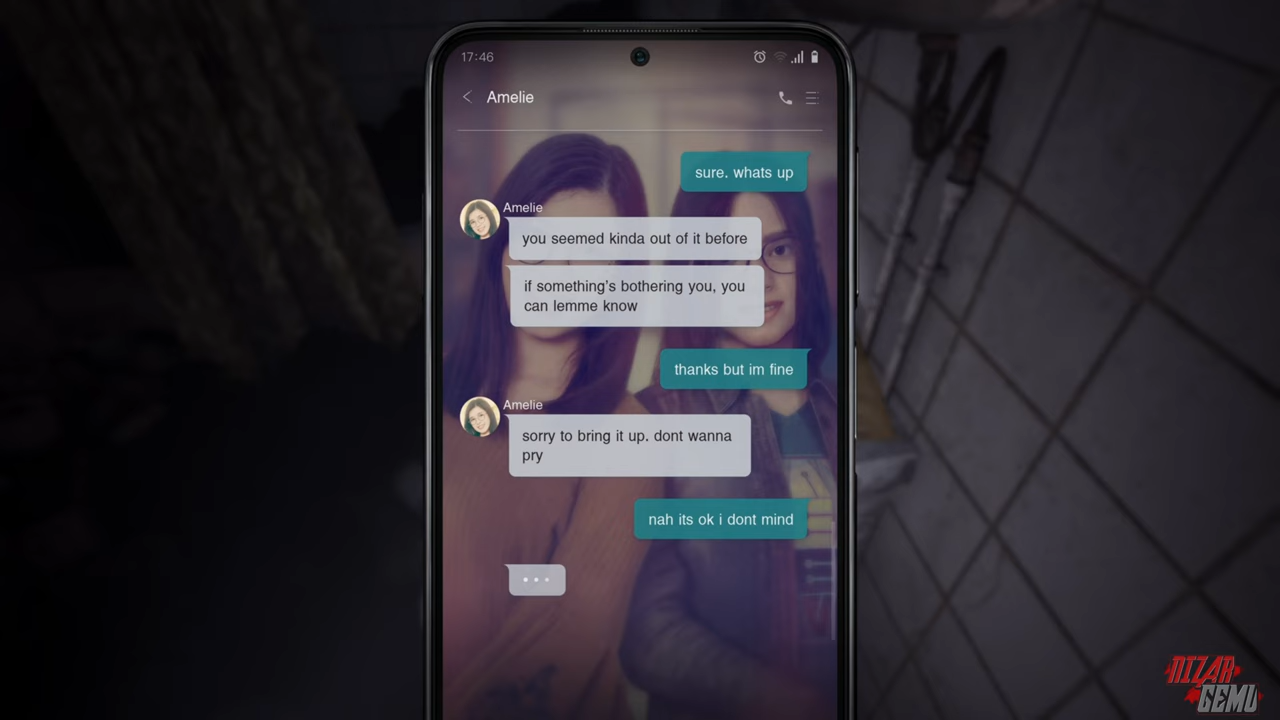 17:46
Amelie
sure. whats up
Amelie
you seemed kinda out of it before
if something's bothering you, you
can lemme know
thanks but im fine
Amelie
sorry to bring it up. dont wanna
pry
nah its ok i dont mind
NIZAR
GEMU